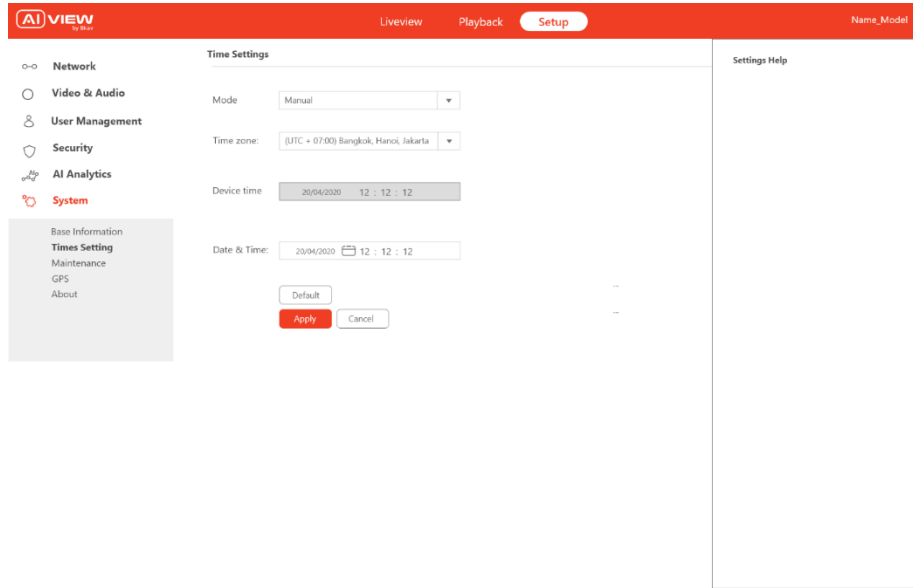 AI VIEW
by Bkav
Liveview Playback Setup Name_Model
Network
Video & Audio
User Management
Security
AI Analytics
System
Base Information
Times Setting
Maintenance
GPS
About
Time Settings
Mode Manual
Time zone: (UTC + 07:00) Bangkok, Hanoi, Jakarta
Device time 20/04/2020 12 : 12 : 12
Date & Time: 20/04/2020 12 : 12 : 12
Default ...
Apply Cancel ...
Settings Help